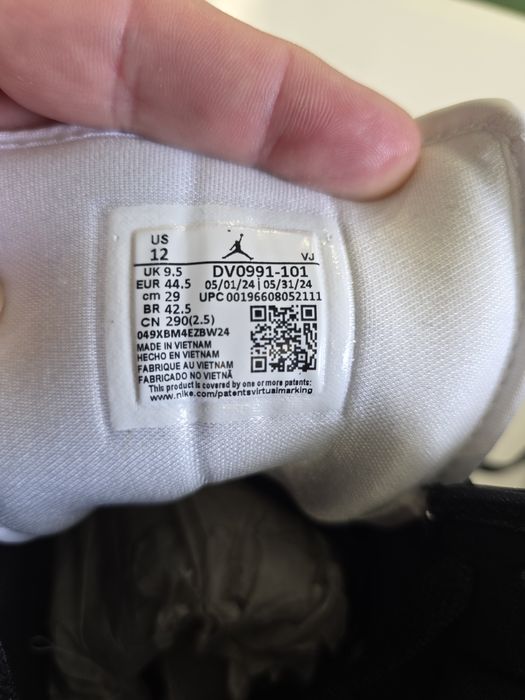 US
12
VJ
UK 9.5
DV0991-101
EUR 44.5
05/01/24 | 05/31/24
cm 29
UPC 00196608052111
BR 42.5
CN 290(2.5)
049XBM4EZBW24
MADE IN VIETNAM
HECHO EN VIETNAM
FABRIQUE AU VIETNAM
FABRICADO NO VIETNÃ
This product is covered by one or more patents:
www.nike.com/patentsvirtualmarking